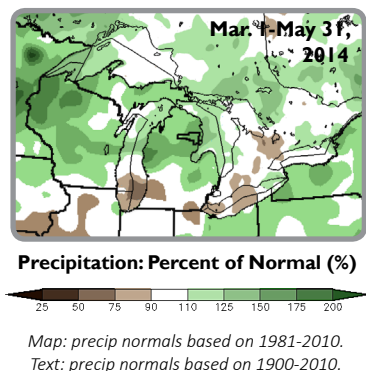 Mar. 1-May 31,
2014
Precipitation: Percent of Normal (%)
25 50 75 90 110 125 150 175 200
Map: precip normals based on 1981-2010.
Text: precip normals based on 1900-2010.